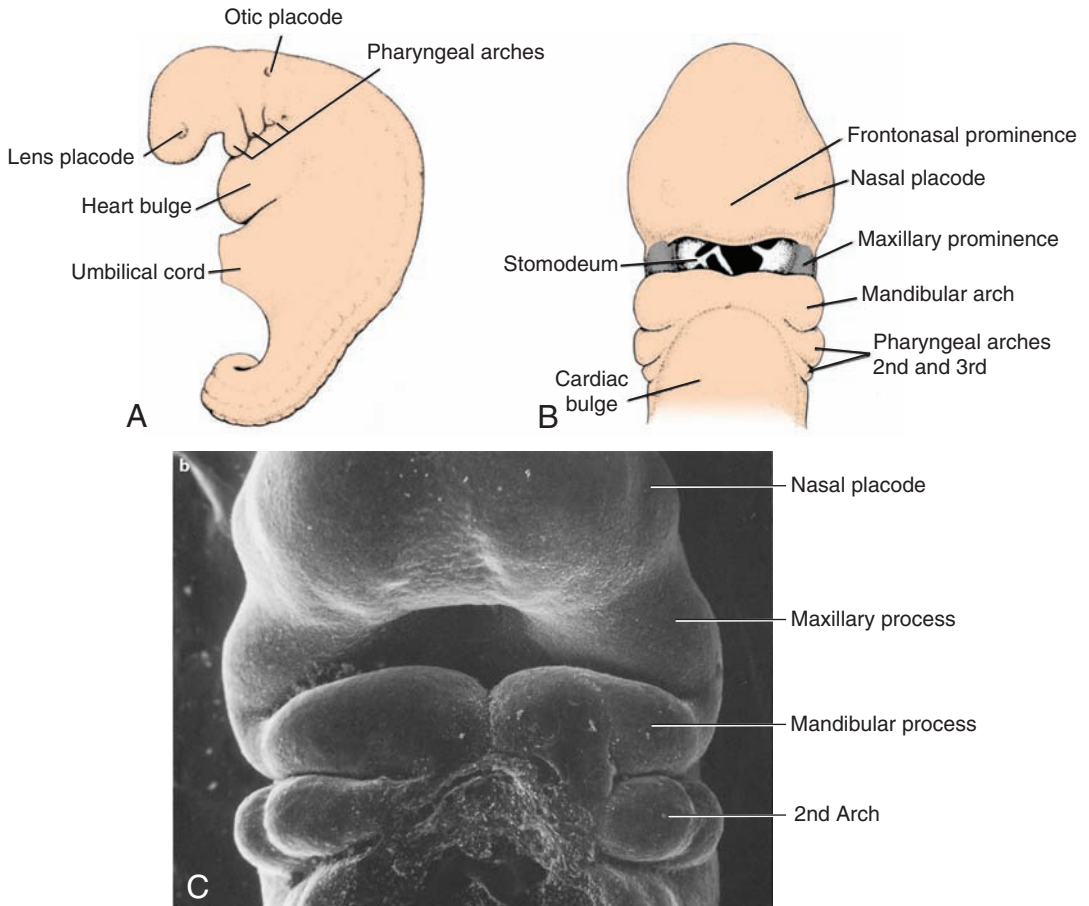 Otic placode
Pharyngeal arches
Lens placode
Heart bulge
Umbilical cord
A
Frontonasal prominence
Nasal placode
Maxillary prominence
Stomodeum
Mandibular arch
Pharyngeal arches
2nd and 3rd
Cardiac
bulge
B
b
Nasal placode
Maxillary process
Mandibular process
2nd Arch
C